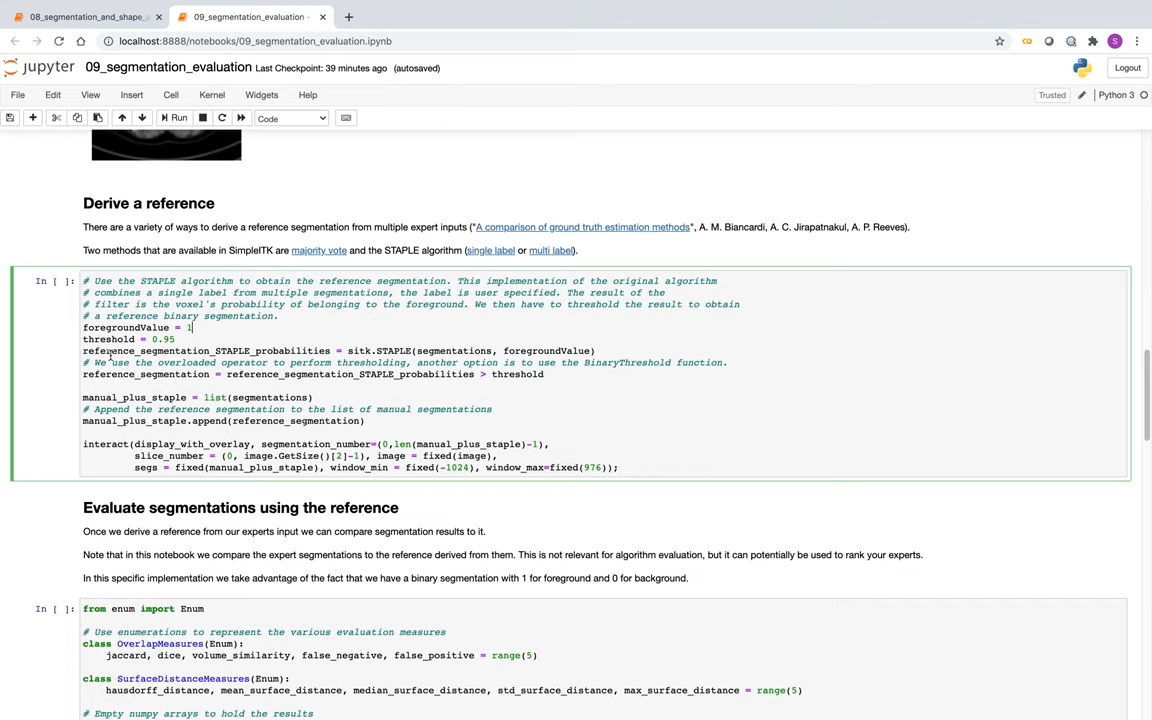 08_segmentation_and_shape_
09_segmentation_evaluation -
localhost:8888/notebooks/09_segmentation_evaluation.ipynb
S
jupyter 09_segmentation_evaluation Last Checkpoint: 39 minutes ago (autosaved)
Logout
File Edit View Insert Cell Kernel Widgets Help
Trusted Python 3
Run Code
Derive a reference
There are a variety of ways to derive a reference segmentation from multiple expert inputs ("A comparison of ground truth estimation methods", A. M. Biancardi, A. C. Jirapatnakul, A. P. Reeves).
Two methods that are available in SimpleITK are majority vote and the STAPLE algorithm (single label or multi label).
In [ ]: # Use the STAPLE algorithm to obtain the reference segmentation. This implementation of the original algorithm
# combines a single label from multiple segmentations, the label is user specified. The result of the
# filter is the voxel's probability of belonging to the foreground. We then have to threshold the result to obtain
# a reference binary segmentation.
foregroundValue = 1
threshold = 0.95
reference_segmentation_STAPLE_probabilities = sitk.STAPLE(segmentations, foregroundValue)
# We use the overloaded operator to perform thresholding, another option is to use the BinaryThreshold function.
reference_segmentation = reference_segmentation_STAPLE_probabilities > threshold
manual_plus_staple = list(segmentations)
# Append the reference segmentation to the list of manual segmentations
manual_plus_staple.append(reference_segmentation)
interact(display_with_overlay, segmentation_number=(0,len(manual_plus_staple)-1),
slice_number = (0, image.GetSize()[2]-1), image = fixed(image),
segs = fixed(manual_plus_staple), window_min = fixed(-1024), window_max=fixed(976));
Evaluate segmentations using the reference
Once we derive a reference from our experts input we can compare segmentation results to it.
Note that in this notebook we compare the expert segmentations to the reference derived from them. This is not relevant for algorithm evaluation, but it can potentially be used to rank your experts.
In this specific implementation we take advantage of the fact that we have a binary segmentation with 1 for foreground and 0 for background.
In [ ]: from enum import Enum
# Use enumerations to represent the various evaluation measures
class OverlapMeasures(Enum):
jaccard, dice, volume_similarity, false_negative, false_positive = range(5)
class SurfaceDistanceMeasures(Enum):
hausdorff_distance, mean_surface_distance, median_surface_distance, std_surface_distance, max_surface_distance = range(5)
# Empty numpy arrays to hold the results